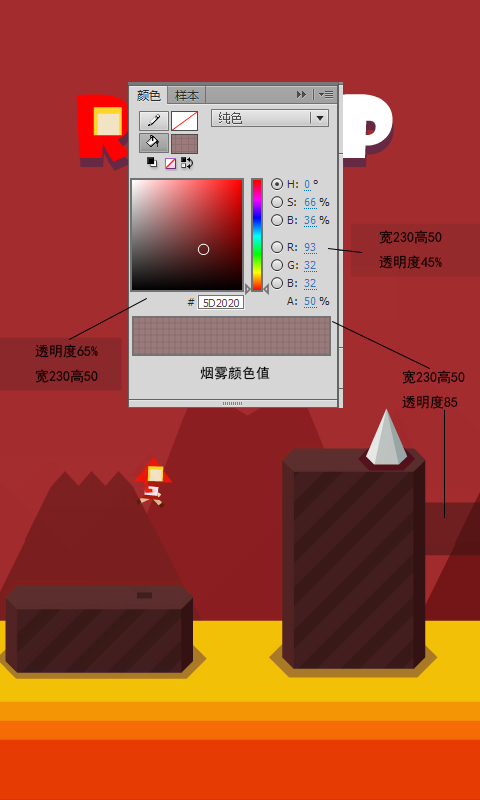 R
P
颜色 样本
纯色
H: 0 °
S: 66 %
B: 36 %
R: 93
G: 32
B: 32
A: 50 %
# 5D2020
烟雾颜色值
宽230高50
透明度45%
透明度65%
宽230高50
宽230高50
透明度85